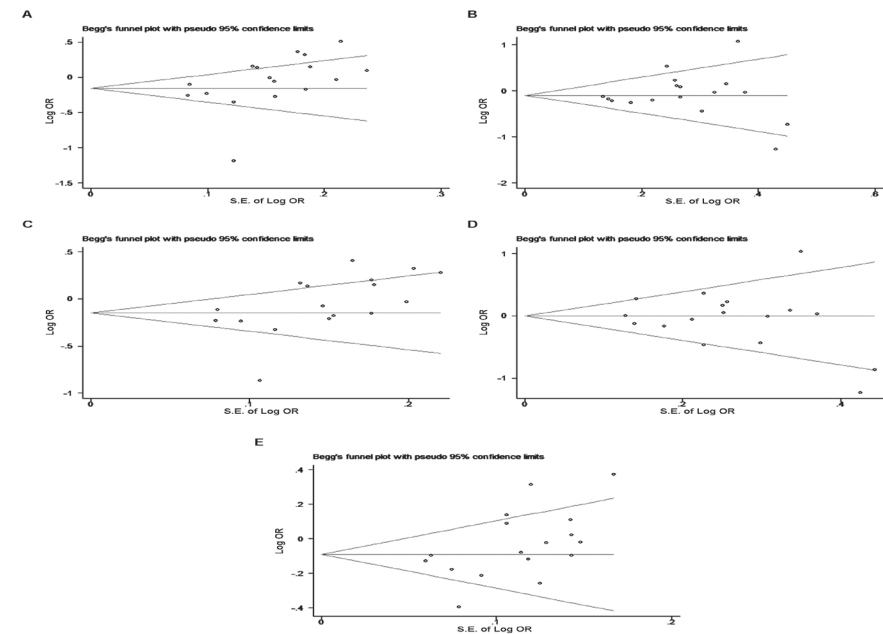 A
Begg's funnel plot with pseudo 95% confidence limits
.5
0
-.5
-1
-1.5
Log OR
0 .1 .2 .3
S.E. of Log OR
B
Begg's funnel plot with pseudo 95% confidence limits
1
0
-1
-2
Log OR
0 .2 .4 .6
S.E. of Log OR
C
Begg's funnel plot with pseudo 95% confidence limits
.5
0
-.5
-1
Log OR
0 .1 .2
S.E. of Log OR
D
Begg's funnel plot with pseudo 95% confidence limits
1
0
-1
Log OR
0 .2 .4
S.E. of Log OR
E
Begg's funnel plot with pseudo 95% confidence limits
.4
.2
0
-.2
-.4
Log OR
0 .1 .2
S.E. of Log OR